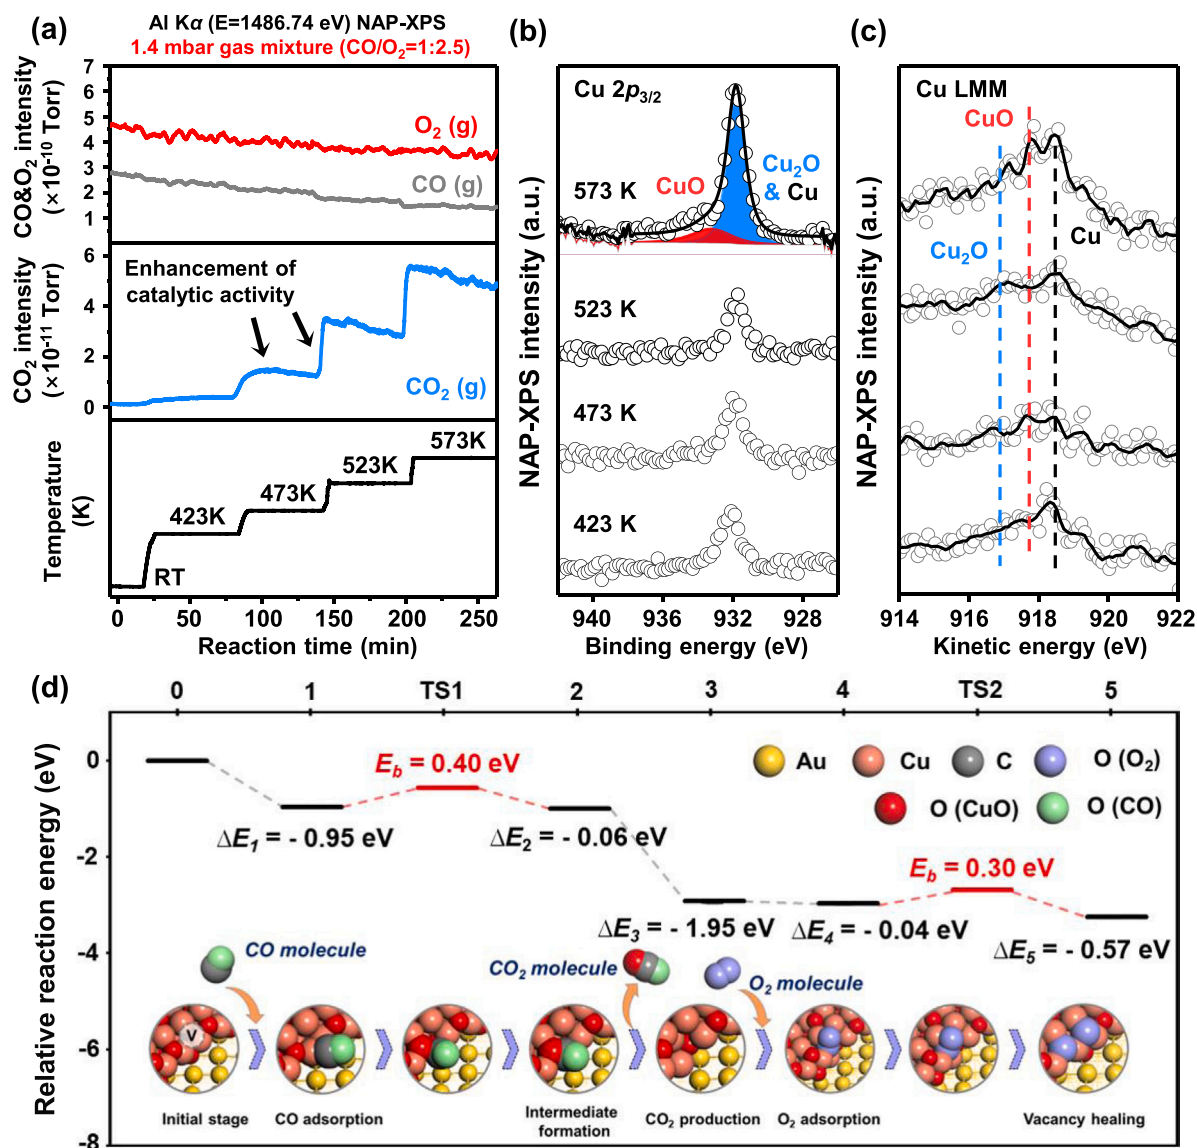 (a)
Al Kα (E=1486.74 eV) NAP-XPS
1.4 mbar gas mixture (CO/O₂=1:2.5)
CO&O₂ intensity
(×10⁻¹⁰ Torr)
7
6
5
4
3
2
1
O₂ (g)
CO (g)
CO₂ intensity
(×10⁻¹¹ Torr)
6
4
2
0
Enhancement of
catalytic activity
CO₂ (g)
Temperature
(K)
RT
423K
473K
523K
573K
0 50 100 150 200 250
Reaction time (min)
(b)
NAP-XPS intensity (a.u.)
Cu 2p₃/₂
CuO
Cu₂O
& Cu
573 K
523 K
473 K
423 K
940 936 932 928
Binding energy (eV)
(c)
NAP-XPS intensity (a.u.)
Cu LMM
CuO
Cu₂O
Cu
914 916 918 920 922
Kinetic energy (eV)
(d)
0 1 TS1 2 3 4 TS2 5
Relative reaction energy (eV)
0
-2
-4
-6
-8
E_b = 0.40 eV
Au Cu C O (O₂)
O (CuO) O (CO)
ΔE₁ = - 0.95 eV
ΔE₂ = - 0.06 eV
E_b = 0.30 eV
ΔE₃ = - 1.95 eV
ΔE₄ = - 0.04 eV
ΔE₅ = - 0.57 eV
CO molecule
CO₂ molecule
O₂ molecule
V
Initial stage
CO adsorption
Intermediate
formation
CO₂ production
O₂ adsorption
Vacancy healing